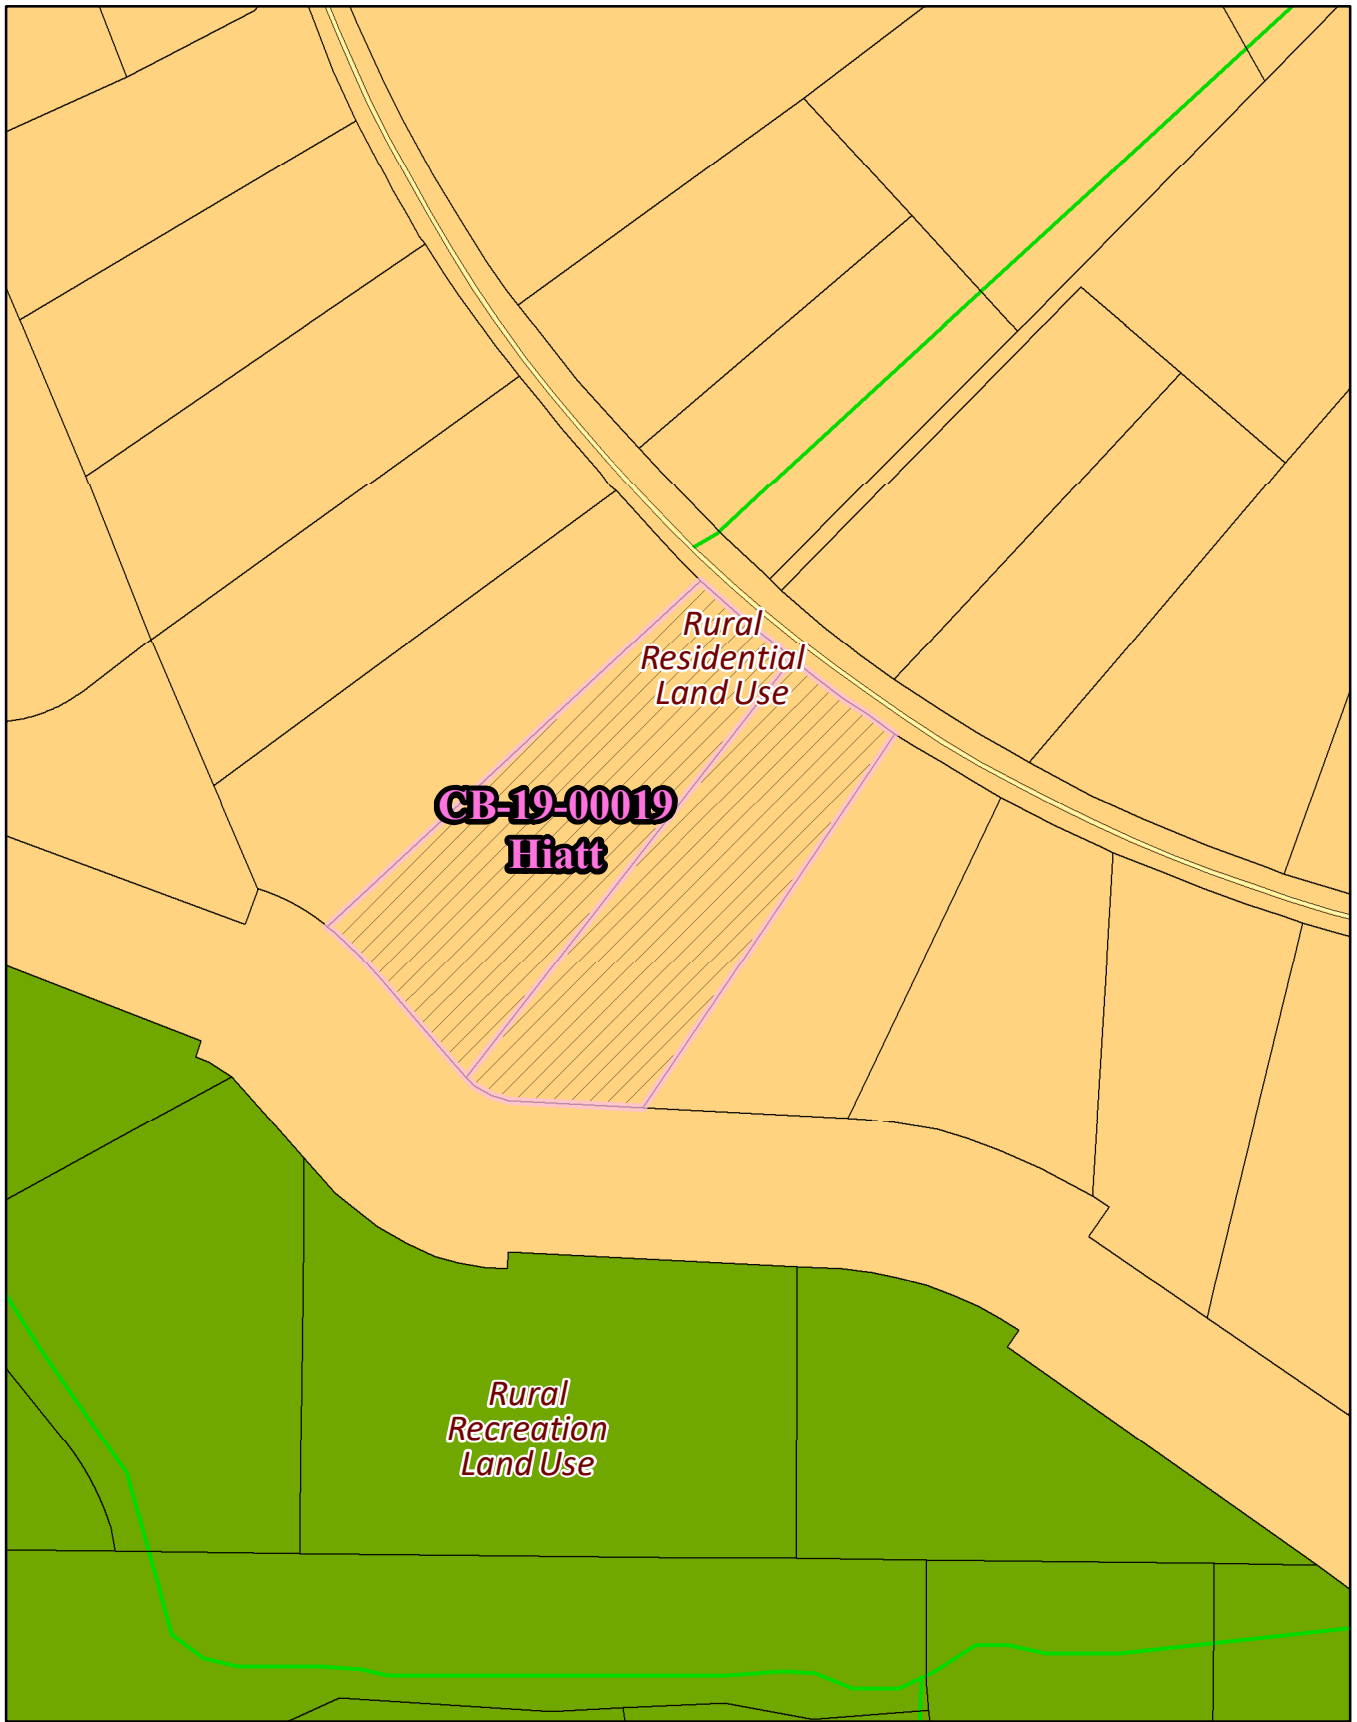 Rural
Residential
Land Use
CB-19-00019
Hiatt
Rural
Recreation
Land Use